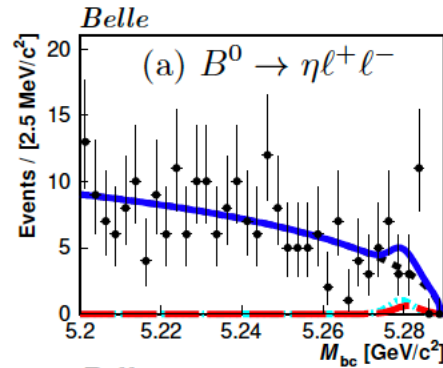 Belle
(a) B⁰ → ηℓ⁺ℓ⁻
Events / [2.5 MeV/c²]
20
15
10
5
0
5.2 5.22 5.24 5.26 5.28
M_bc [GeV/c²]